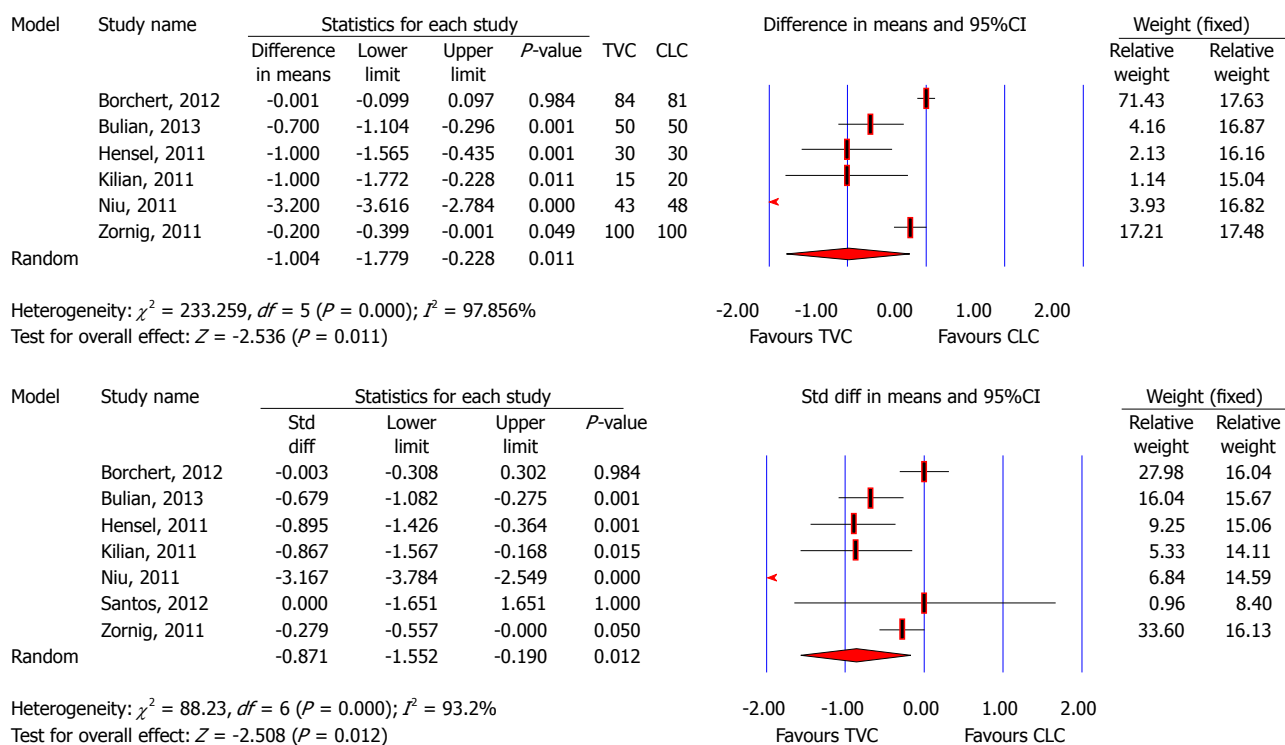 Model Study name Statistics for each study Difference in means and 95%CI Weight (fixed)
Difference Lower Upper P-value TVC CLC Relative Relative
in means limit limit weight weight
Borchert, 2012 -0.001 -0.099 0.097 0.984 84 81 71.43 17.63
Bulian, 2013 -0.700 -1.104 -0.296 0.001 50 50 4.16 16.87
Hensel, 2011 -1.000 -1.565 -0.435 0.001 30 30 2.13 16.16
Kilian, 2011 -1.000 -1.772 -0.228 0.011 15 20 1.14 15.04
Niu, 2011 -3.200 -3.616 -2.784 0.000 43 48 3.93 16.82
Zornig, 2011 -0.200 -0.399 -0.001 0.049 100 100 17.21 17.48
Random -1.004 -1.779 -0.228 0.011
Heterogeneity: χ² = 233.259, df = 5 (P = 0.000); I² = 97.856% -2.00 -1.00 0.00 1.00 2.00
Test for overall effect: Z = -2.536 (P = 0.011) Favours TVC Favours CLC
Model Study name Statistics for each study Std diff in means and 95%CI Weight (fixed)
Std Lower Upper P-value Relative Relative
diff limit limit weight weight
Borchert, 2012 -0.003 -0.308 0.302 0.984 27.98 16.04
Bulian, 2013 -0.679 -1.082 -0.275 0.001 16.04 15.67
Hensel, 2011 -0.895 -1.426 -0.364 0.001 9.25 15.06
Kilian, 2011 -0.867 -1.567 -0.168 0.015 5.33 14.11
Niu, 2011 -3.167 -3.784 -2.549 0.000 6.84 14.59
Santos, 2012 0.000 -1.651 1.651 1.000 0.96 8.40
Zornig, 2011 -0.279 -0.557 -0.000 0.050 33.60 16.13
Random -0.871 -1.552 -0.190 0.012
Heterogeneity: χ² = 88.23, df = 6 (P = 0.000); I² = 93.2% -2.00 -1.00 0.00 1.00 2.00
Test for overall effect: Z = -2.508 (P = 0.012) Favours TVC Favours CLC